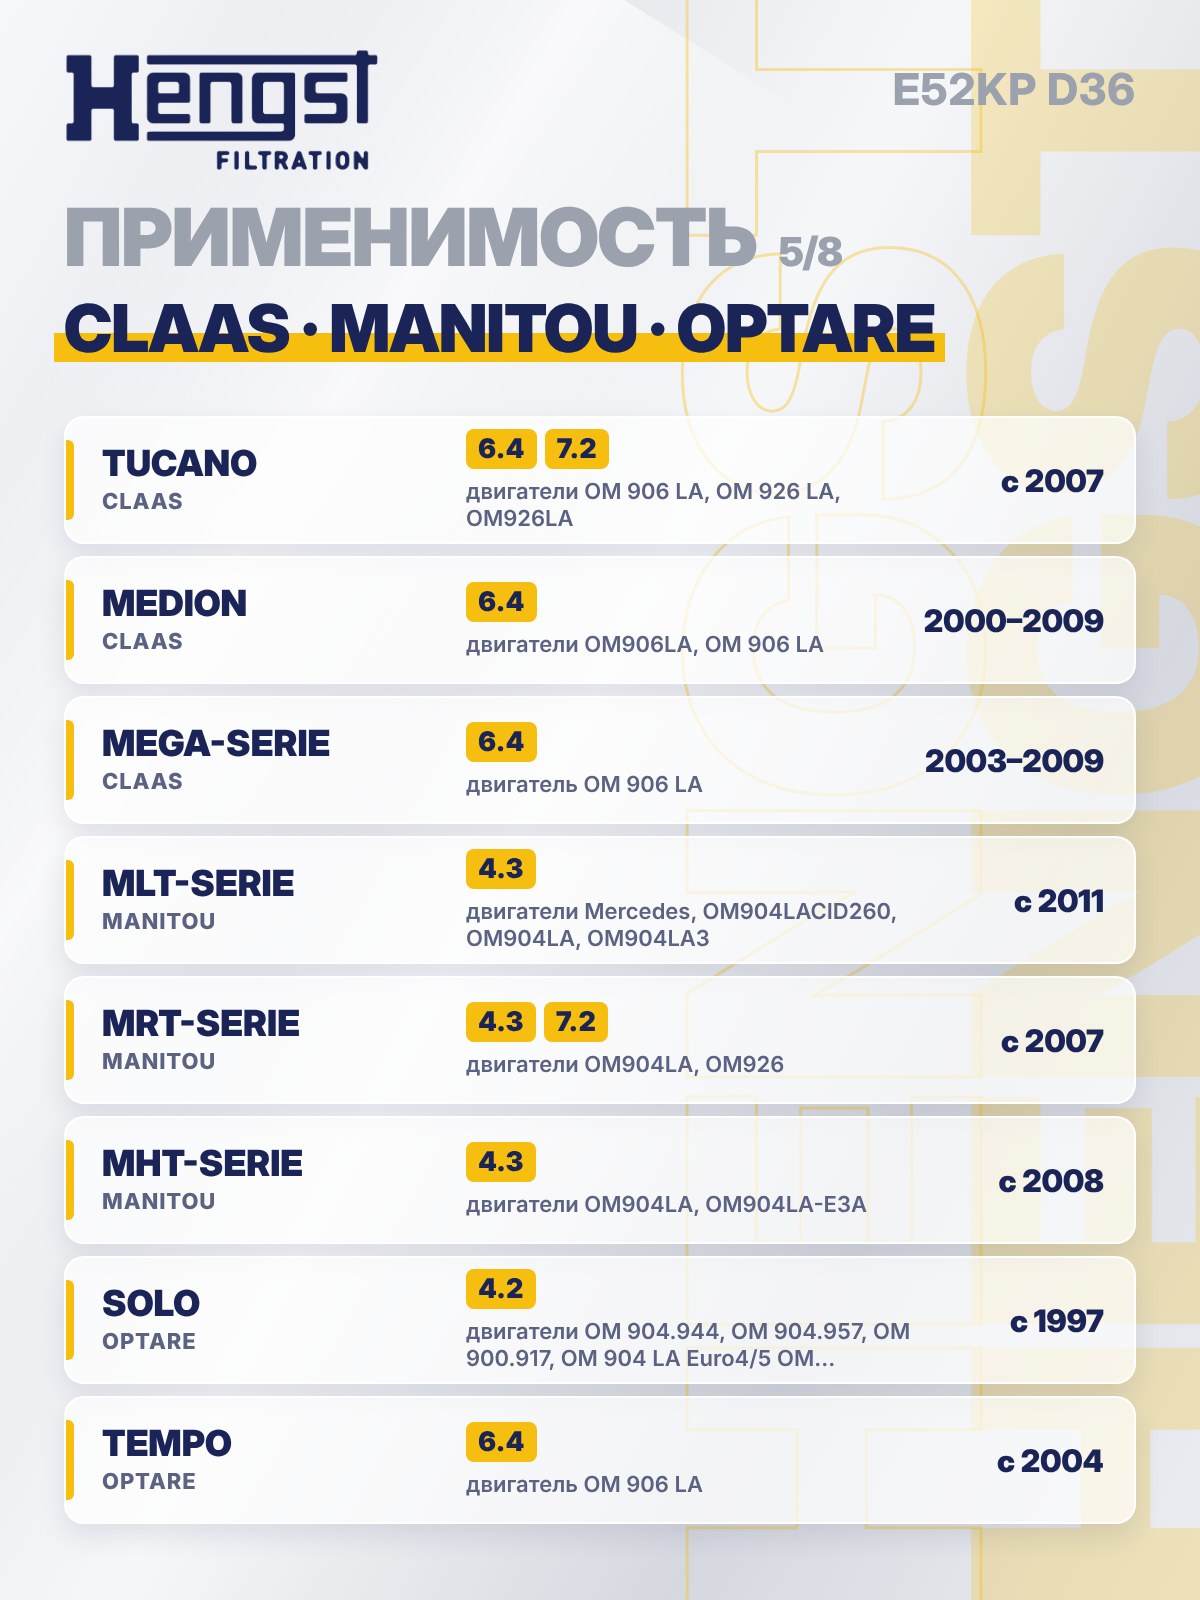 Hengst
FILTRATION
E52KP D36
ПРИМЕНИМОСТЬ 5/8
CLAAS · MANITOU · OPTARE
TUCANO
CLAAS
6.4 7.2
двигатели OM 906 LA, OM 926 LA,
OM926LA
с 2007
MEDION
CLAAS
6.4
двигатели OM906LA, OM 906 LA
2000–2009
MEGA-SERIE
CLAAS
6.4
двигатель OM 906 LA
2003–2009
MLT-SERIE
MANITOU
4.3
двигатели Mercedes, OM904LACID260,
OM904LA, OM904LA3
с 2011
MRT-SERIE
MANITOU
4.3 7.2
двигатели OM904LA, OM926
с 2007
MHT-SERIE
MANITOU
4.3
двигатели OM904LA, OM904LA-E3A
с 2008
SOLO
OPTARE
4.2
двигатели OM 904.944, OM 904.957, OM
900.917, OM 904 LA Euro4/5 OM...
с 1997
TEMPO
OPTARE
6.4
двигатель OM 906 LA
с 2004
HENGST
HENGST